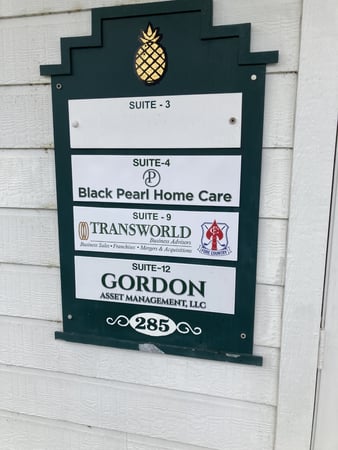 SUITE - 3
SUITE-4
P
Black Pearl Home Care
SUITE - 9
TRANSWORLD
Business Advisors
Business Sales • Franchise • Mergers & Acquisitions
SUITE-12
GORDON
ASSET MANAGEMENT, LLC
285